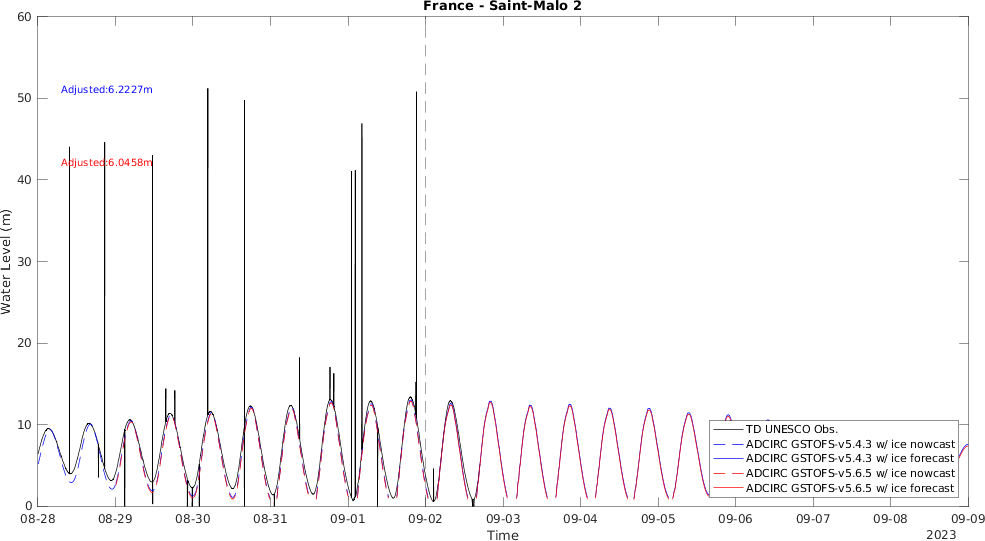 France - Saint-Malo 2
60
50
40
30
20
10
0
Water Level (m)
Adjusted:6.2227m
Adjusted:6.0458m
TD UNESCO Obs.
ADCIRC GSTOFS-v5.4.3 w/ ice nowcast
ADCIRC GSTOFS-v5.4.3 w/ ice forecast
ADCIRC GSTOFS-v5.6.5 w/ ice nowcast
ADCIRC GSTOFS-v5.6.5 w/ ice forecast
08-28 08-29 08-30 08-31 09-01 09-02 09-03 09-04 09-05 09-06 09-07 09-08 09-09
Time
2023